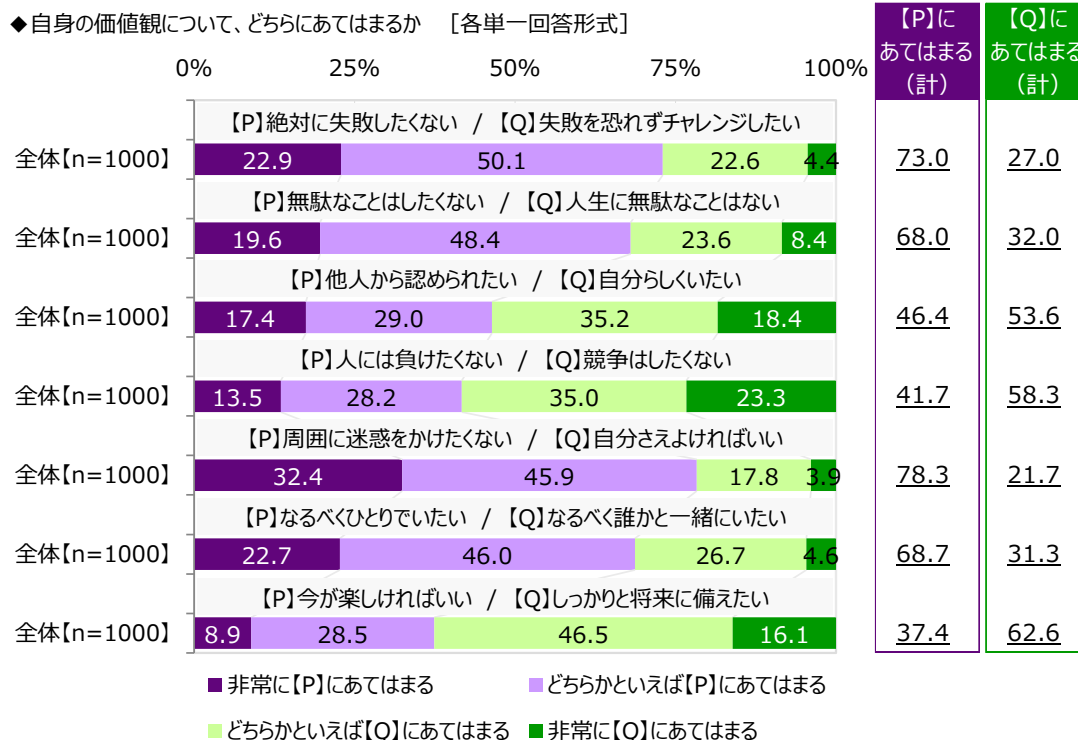 ◆自身の価値観について、どちらにあてはまるか　［各単一回答形式］
【P】に
あてはまる
（計）
【Q】に
あてはまる
（計）
0% 25% 50% 75% 100%
【P】絶対に失敗したくない / 【Q】失敗を恐れずチャレンジしたい
全体【n=1000】 22.9 50.1 22.6 4.4 73.0 27.0
【P】無駄なことはしたくない / 【Q】人生に無駄なことはない
全体【n=1000】 19.6 48.4 23.6 8.4 68.0 32.0
【P】他人から認められたい / 【Q】自分らしくいたい
全体【n=1000】 17.4 29.0 35.2 18.4 46.4 53.6
【P】人には負けたくない / 【Q】競争はしたくない
全体【n=1000】 13.5 28.2 35.0 23.3 41.7 58.3
【P】周囲に迷惑をかけたくない / 【Q】自分さえよければいい
全体【n=1000】 32.4 45.9 17.8 3.9 78.3 21.7
【P】なるべくひとりでいたい / 【Q】なるべく誰かと一緒にいたい
全体【n=1000】 22.7 46.0 26.7 4.6 68.7 31.3
【P】今が楽しければいい / 【Q】しっかりと将来に備えたい
全体【n=1000】 8.9 28.5 46.5 16.1 37.4 62.6
非常に【P】にあてはまる どちらかといえば【P】にあてはまる
どちらかといえば【Q】にあてはまる 非常に【Q】にあてはまる